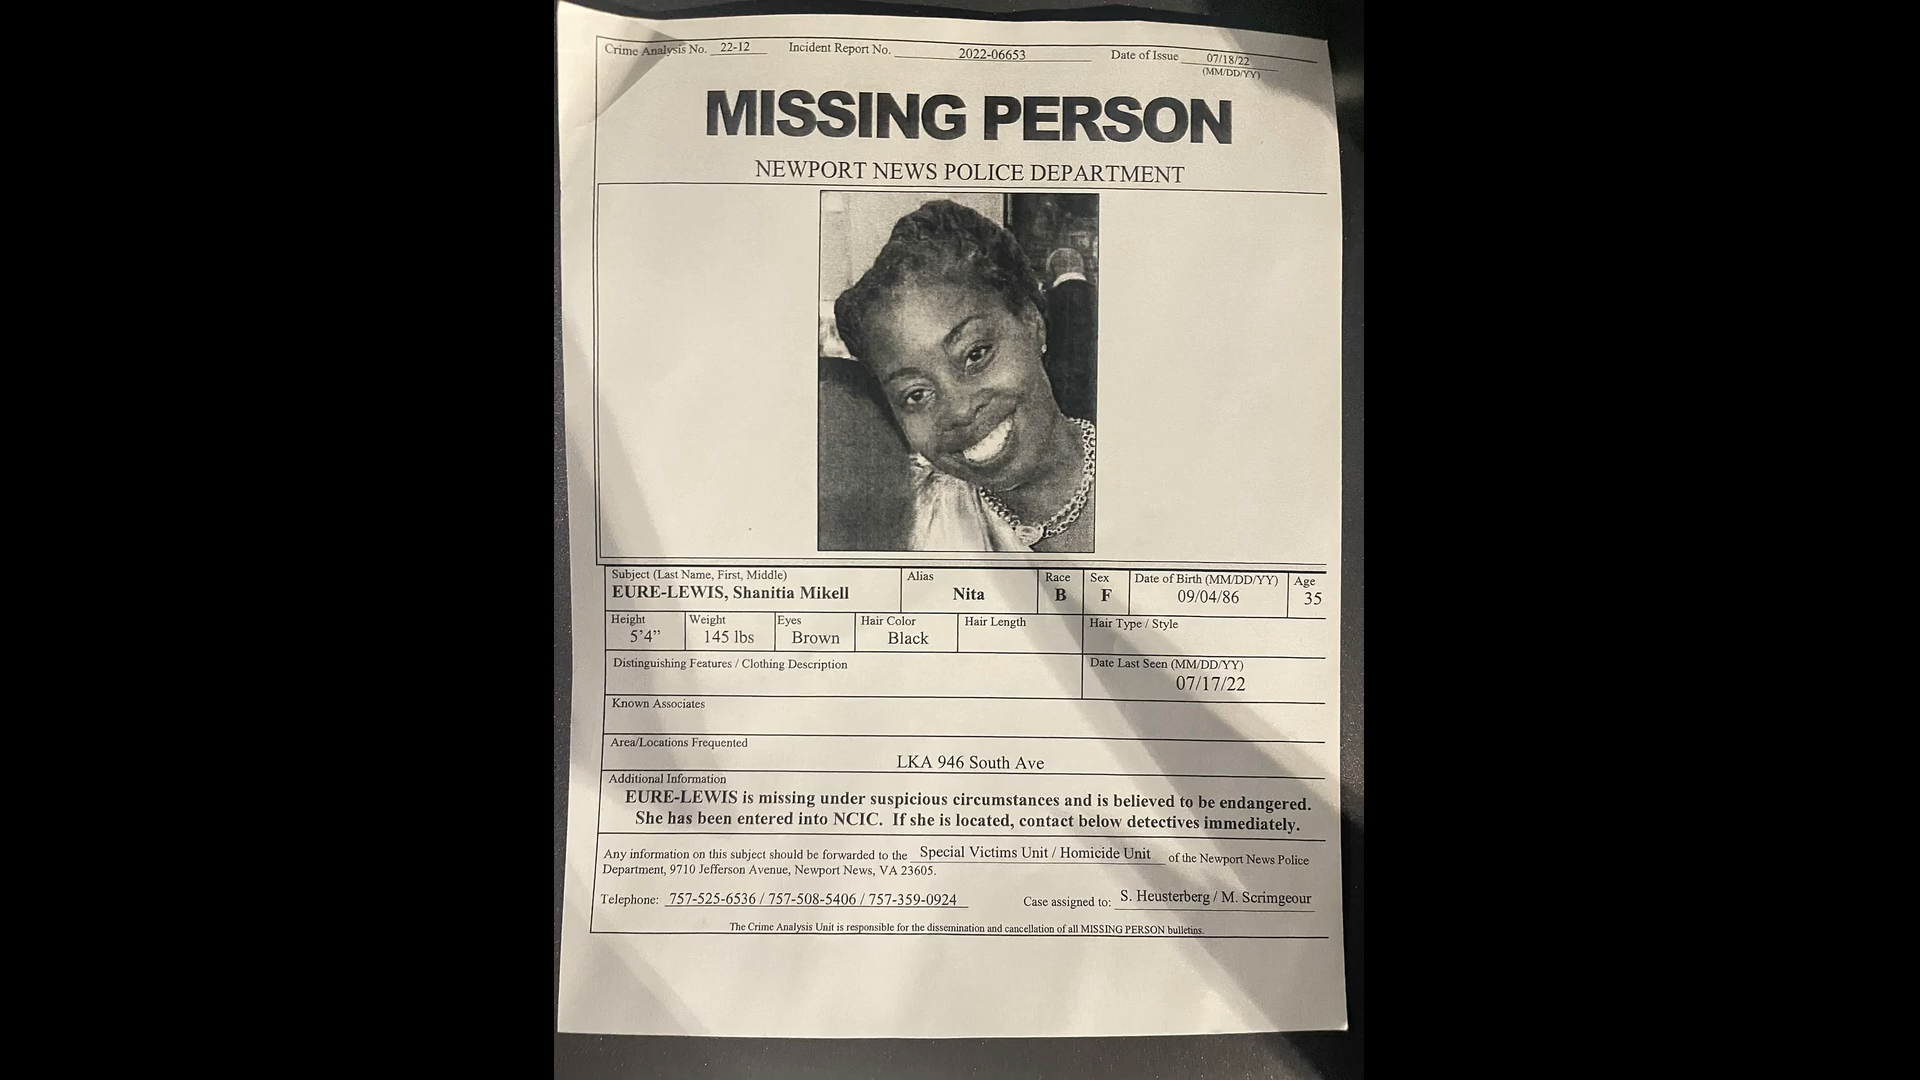 Crime Analysis No. 22-12 Incident Report No. 2022-06653 Date of Issue 07/18/22
(MM/DD/YY)
MISSING PERSON
NEWPORT NEWS POLICE DEPARTMENT
Subject (Last Name, First, Middle) Alias Race Sex Date of Birth (MM/DD/YY) Age
EURE-LEWIS, Shanitia Mikell Nita B F 09/04/86 35
Height Weight Eyes Hair Color Hair Length Hair Type / Style
5’4” 145 lbs Brown Black
Distinguishing Features / Clothing Description Date Last Seen (MM/DD/YY)
07/17/22
Known Associates
Area/Locations Frequented
LKA 946 South Ave
Additional Information
EURE-LEWIS is missing under suspicious circumstances and is believed to be endangered.
She has been entered into NCIC. If she is located, contact below detectives immediately.
Any information on this subject should be forwarded to the Special Victims Unit / Homicide Unit of the Newport News Police
Department, 9710 Jefferson Avenue, Newport News, VA 23605.
Telephone: 757-525-6536 / 757-508-5406 / 757-359-0924 Case assigned to: S. Heusterberg / M. Scrimgeour
The Crime Analysis Unit is responsible for the dissemination and cancellation of all MISSING PERSON bulletins.